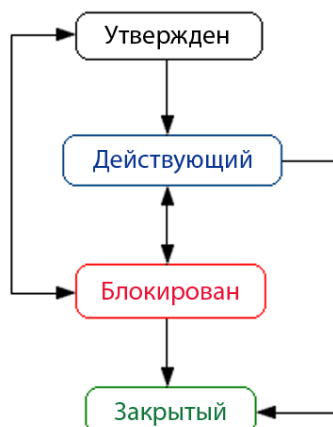 Утвержден
Действующий
Блокирован
Закрытый